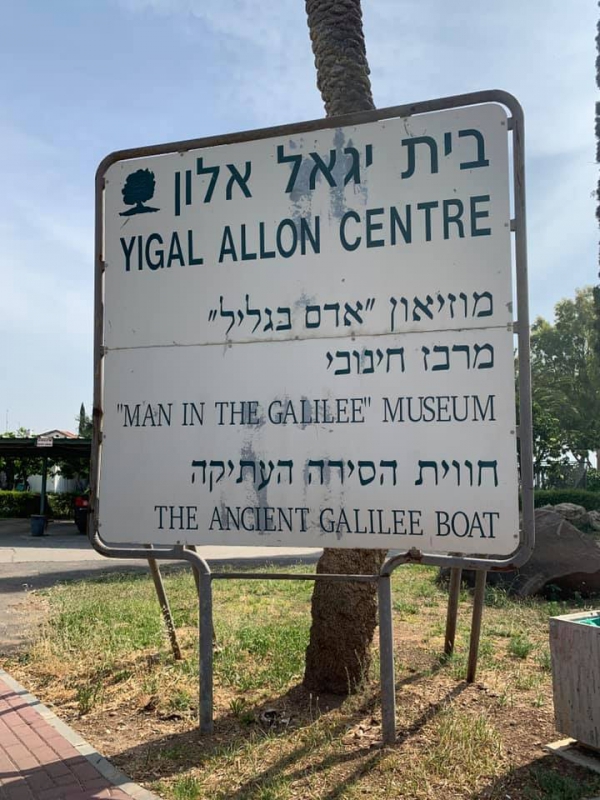 בית יגאל אלון
YIGAL ALLON CENTRE
מוזיאון "אדם בגליל"
מרכז חינוכי
"MAN IN THE GALILEE" MUSEUM
חווית הסירה העתיקה
THE ANCIENT GALILEE BOAT